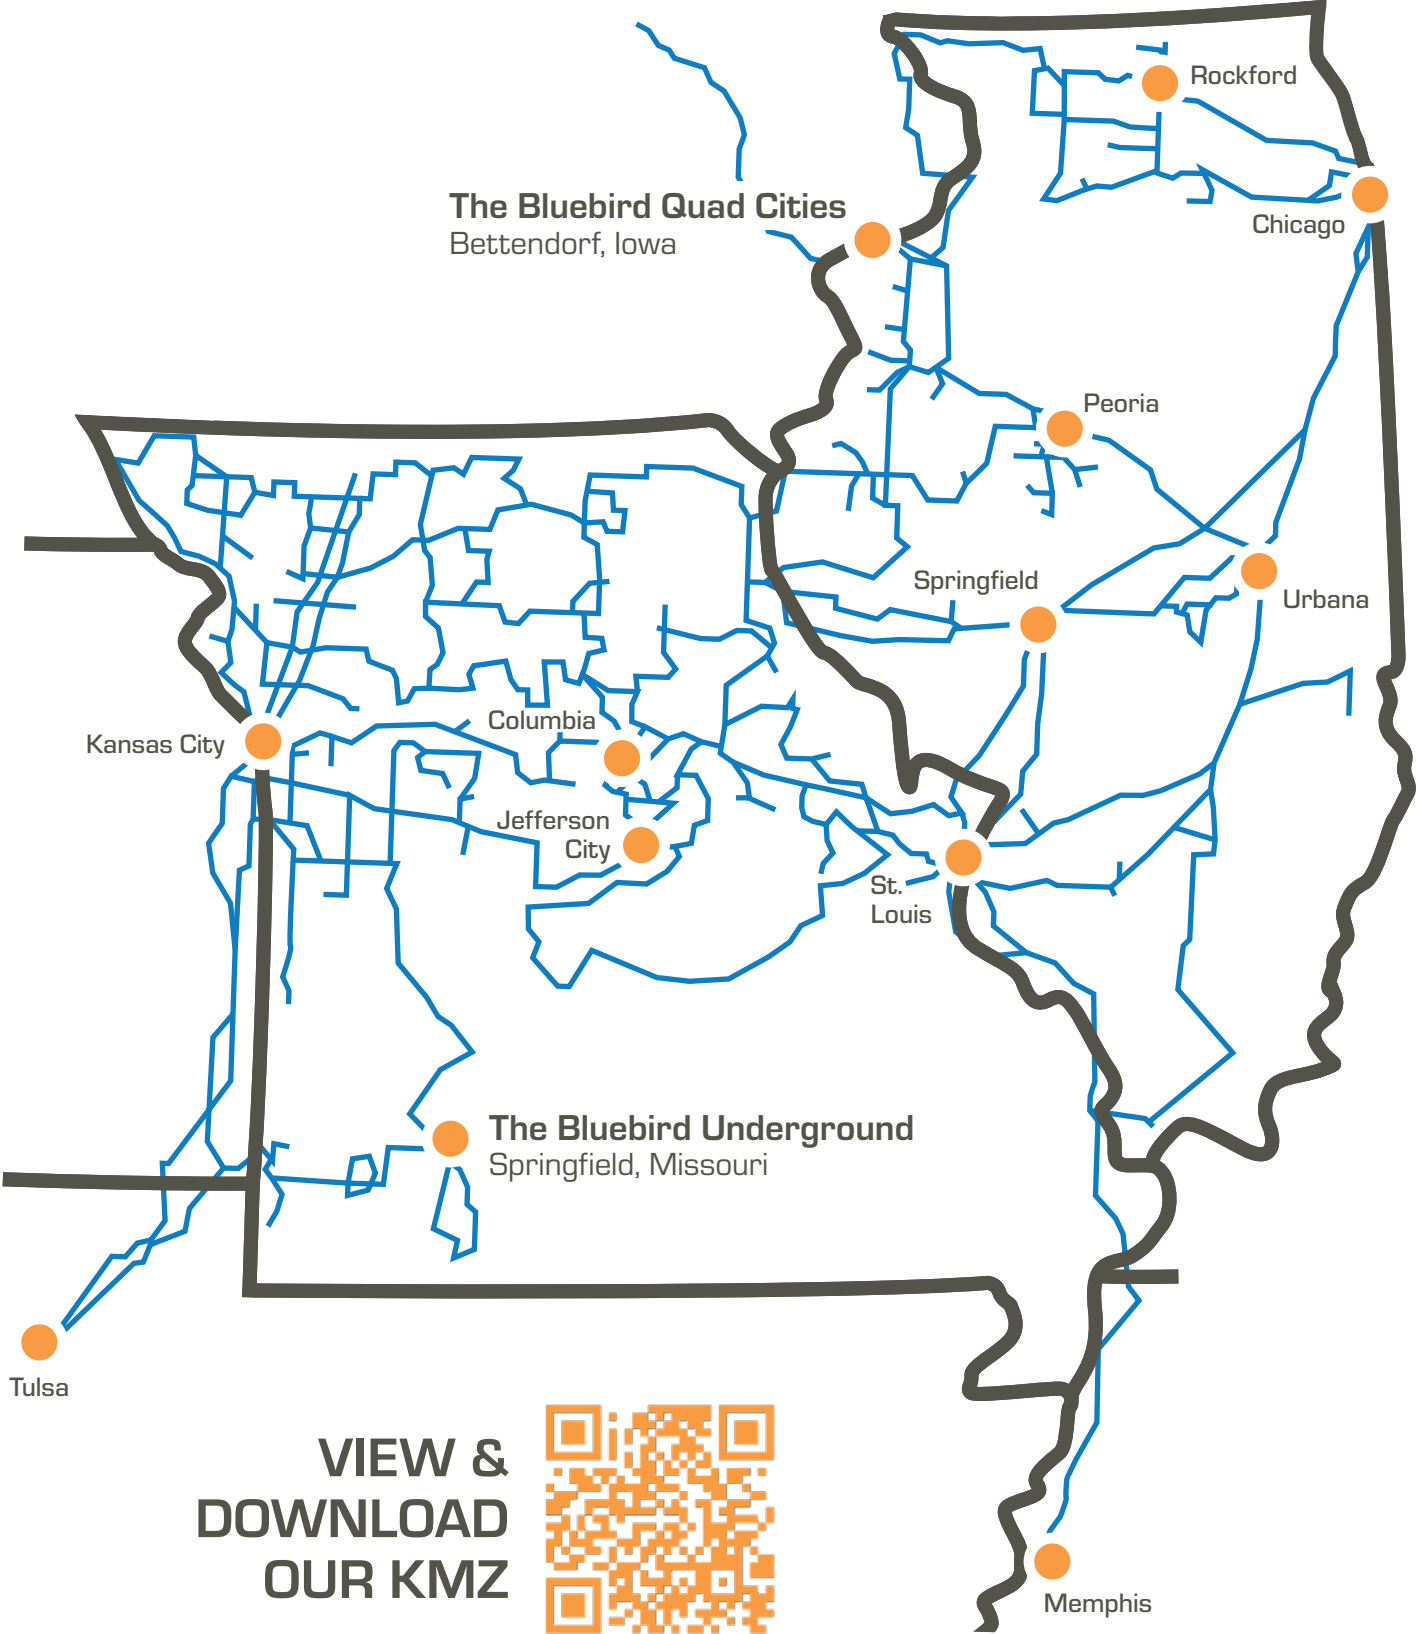 Rockford
The Bluebird Quad Cities
Bettendorf, Iowa
Chicago
Peoria
Springfield
Urbana
Columbia
Kansas City
Jefferson
City
St.
Louis
The Bluebird Underground
Springfield, Missouri
Tulsa
VIEW &
DOWNLOAD
OUR KMZ
Memphis